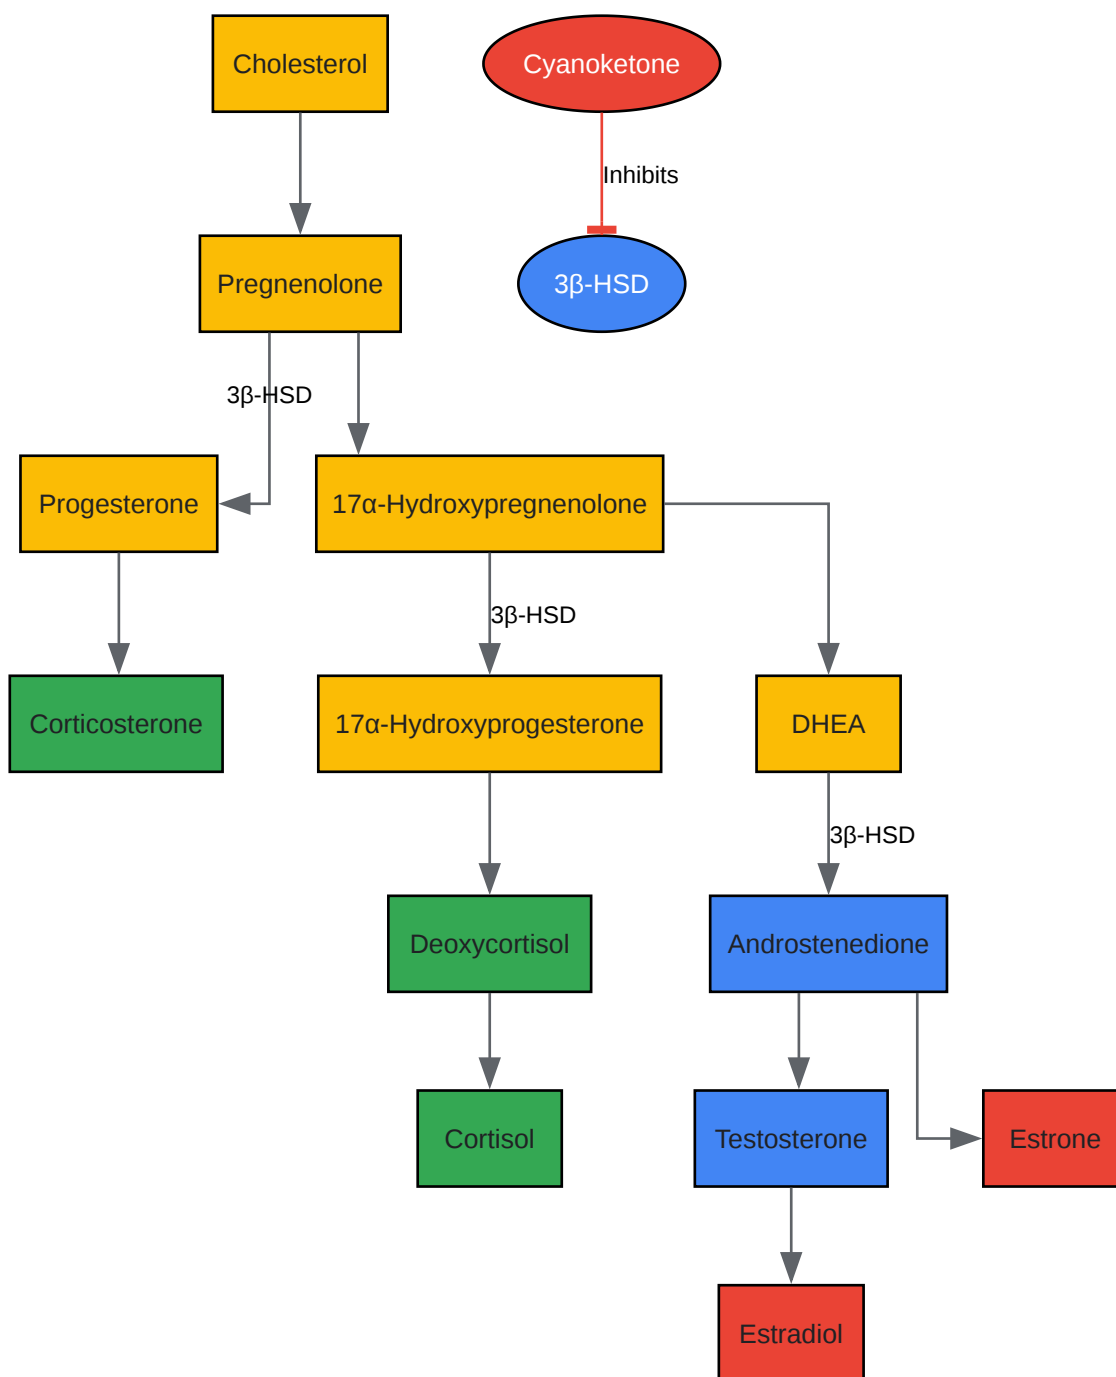 Cholesterol
Cyanoketone
Inhibits
Pregnenolone
3β-HSD
3β-HSD
Progesterone
17α-Hydroxypregnenolone
3β-HSD
Corticosterone
17α-Hydroxyprogesterone
DHEA
3β-HSD
Deoxycortisol
Androstenedione
Cortisol
Testosterone
Estrone
Estradiol